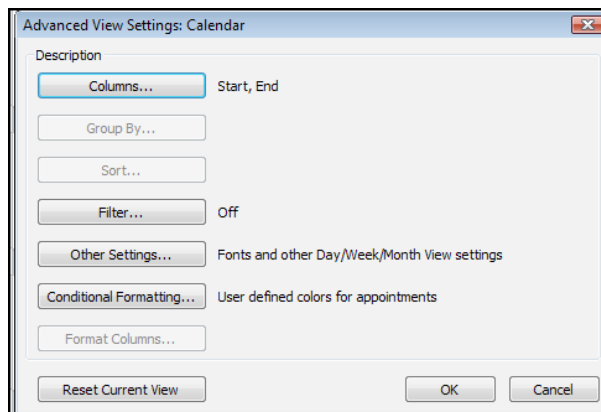 Advanced View Settings: Calendar
Description
Columns... Start, End
Group By...
Sort...
Filter... Off
Other Settings... Fonts and other Day/Week/Month View settings
Conditional Formatting... User defined colors for appointments
Format Columns...
Reset Current View OK Cancel